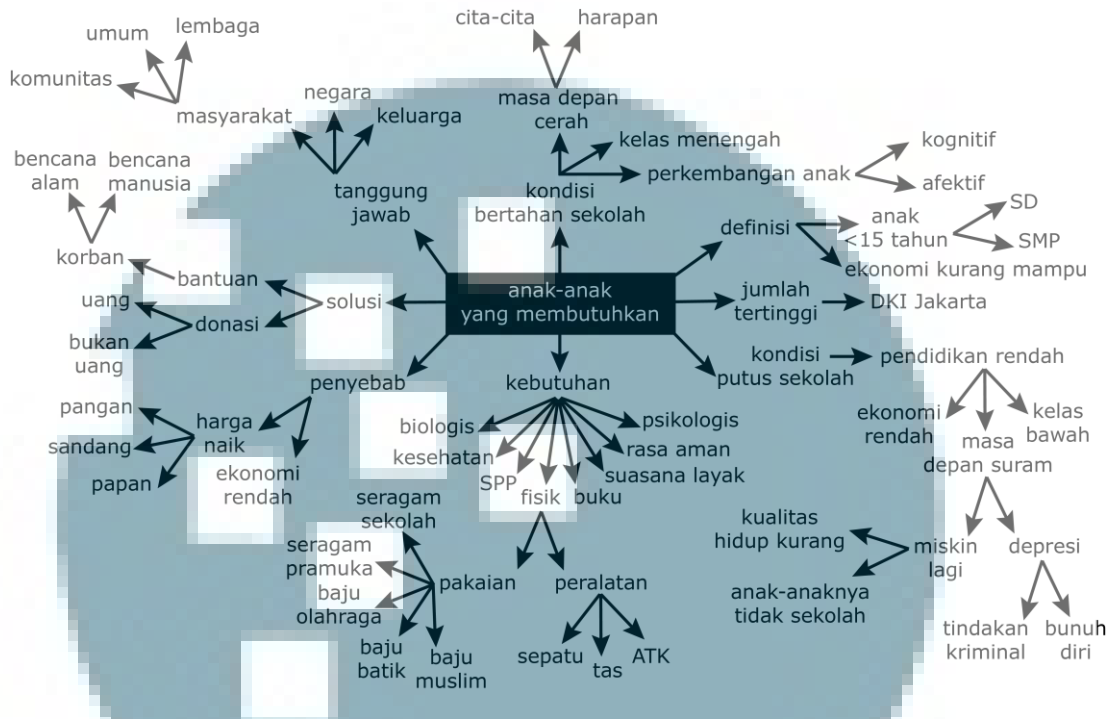 cita-cita
harapan
umum
lembaga
komunitas
masyarakat
negara
keluarga
masa depan
cerah
kelas menengah
perkembangan anak
kognitif
afektif
bencana
alam
bencana
manusia
tanggung
jawab
kondisi
bertahan sekolah
definisi
anak
<15 tahun
SD
SMP
ekonomi kurang mampu
korban
bantuan
uang
donasi
bukan
uang
solusi
anak-anak
yang membutuhkan
jumlah
tertinggi
DKI Jakarta
kondisi
putus sekolah
pendidikan rendah
penyebab
kebutuhan
pangan
sandang
papan
harga
naik
ekonomi
rendah
biologis
kesehatan
SPP
fisik
buku
suasana layak
rasa aman
psikologis
ekonomi
rendah
masa
depan suram
kelas
bawah
seragam
sekolah
seragam
pramuka
baju
olahraga
pakaian
peralatan
baju
batik
baju
muslim
sepatu
tas
ATK
kualitas
hidup kurang
anak-anaknya
tidak sekolah
miskin
lagi
depresi
tindakan
kriminal
bunuh
diri